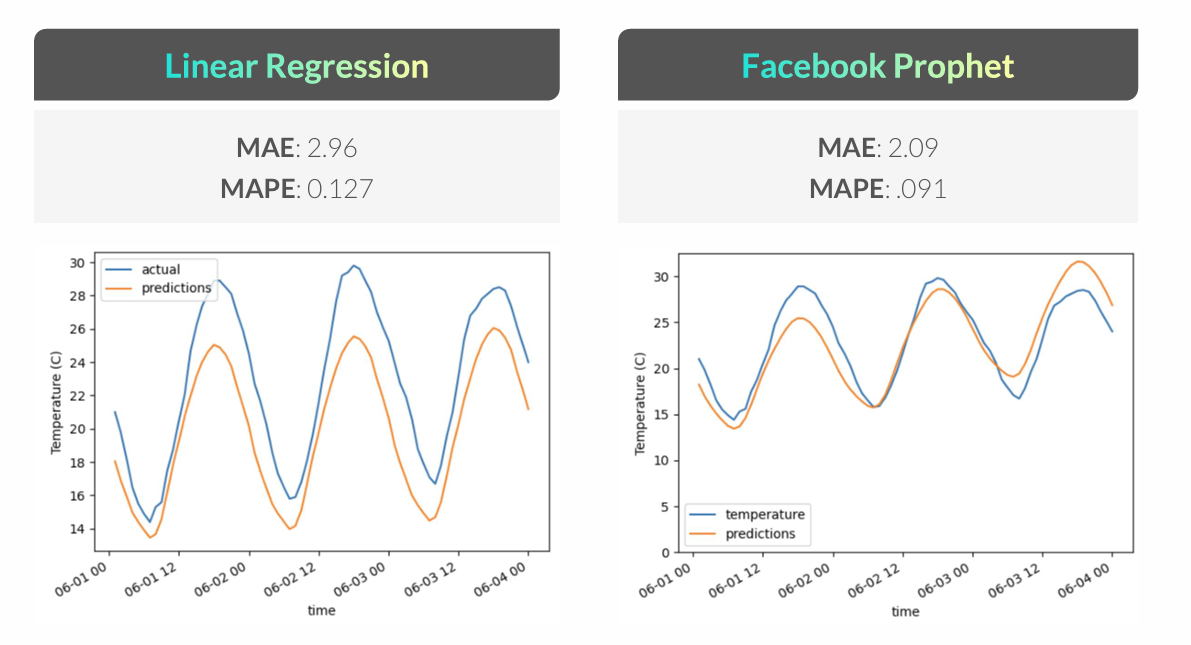 Linear Regression
MAE: 2.96
MAPE: 0.127
actual
predictions
30
28
26
24
22
20
18
16
14
Temperature (C)
06-01 00
06-01 12
06-02 00
06-02 12
06-03 00
06-03 12
06-04 00
time
Facebook Prophet
MAE: 2.09
MAPE: .091
30
25
20
15
10
5
0
Temperature (C)
temperature
predictions
06-01 00
06-01 12
06-02 00
06-02 12
06-03 00
06-03 12
06-04 00
time